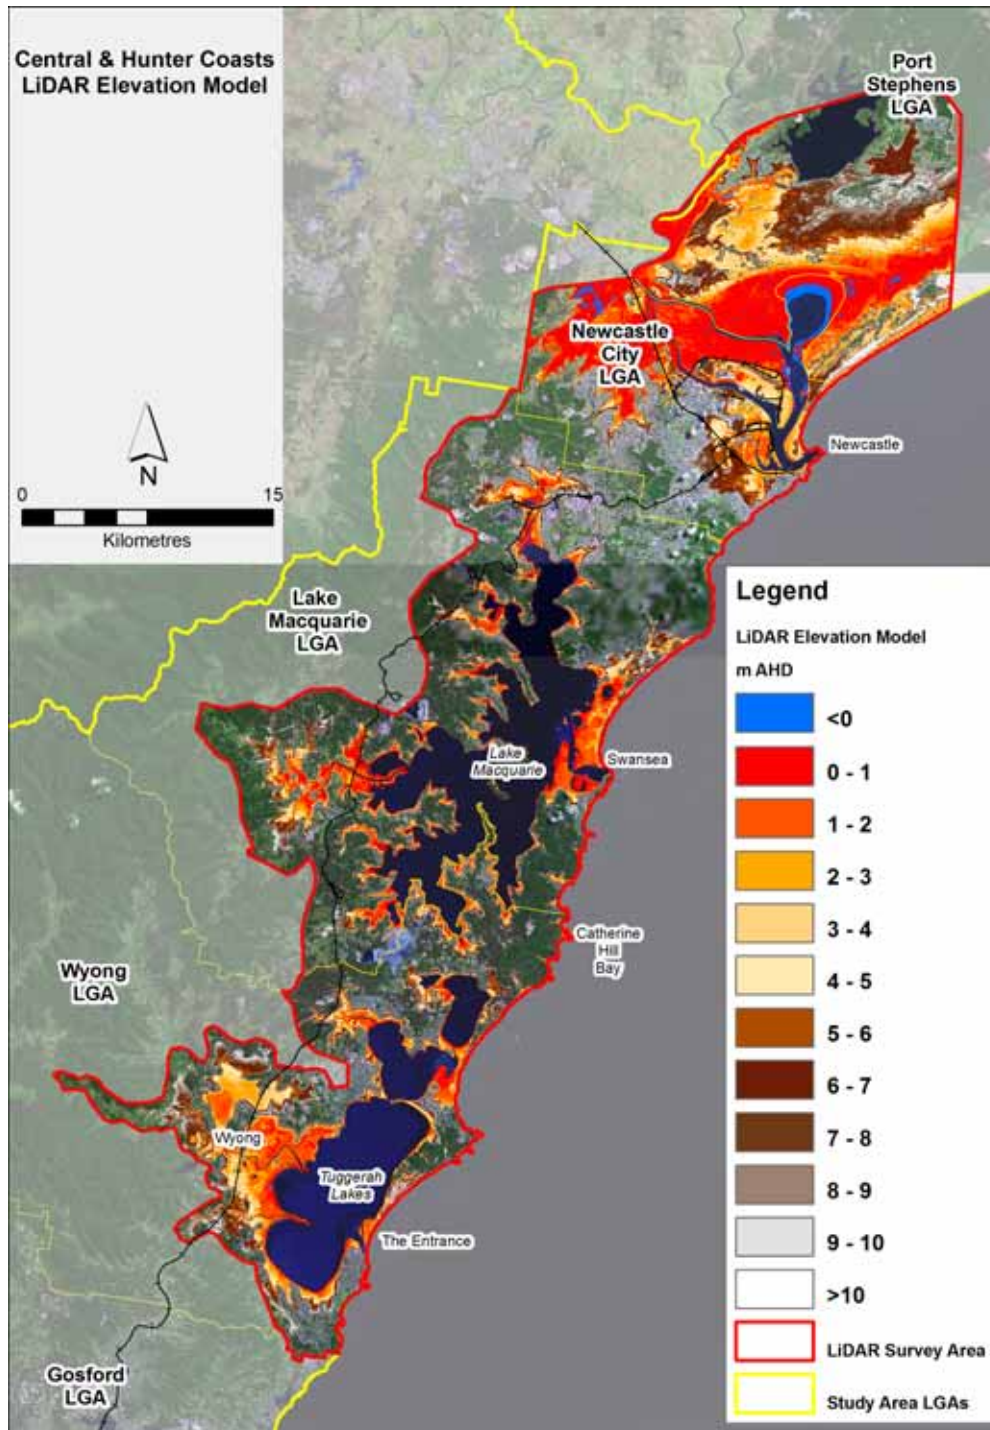 Central & Hunter Coasts
LiDAR Elevation Model
Port
Stephens
LGA
Newcastle
City
LGA
Newcastle
N
0 15
Kilometres
Lake
Macquarie
LGA
Lake
Macquarie
Swansea
Catherine
Hill
Bay
Wyong
LGA
Wyong
Tuggerah
Lakes
The Entrance
Gosford
LGA
Legend
LiDAR Elevation Model
m AHD
<0
0 - 1
1 - 2
2 - 3
3 - 4
4 - 5
5 - 6
6 - 7
7 - 8
8 - 9
9 - 10
>10
LiDAR Survey Area
Study Area LGAs